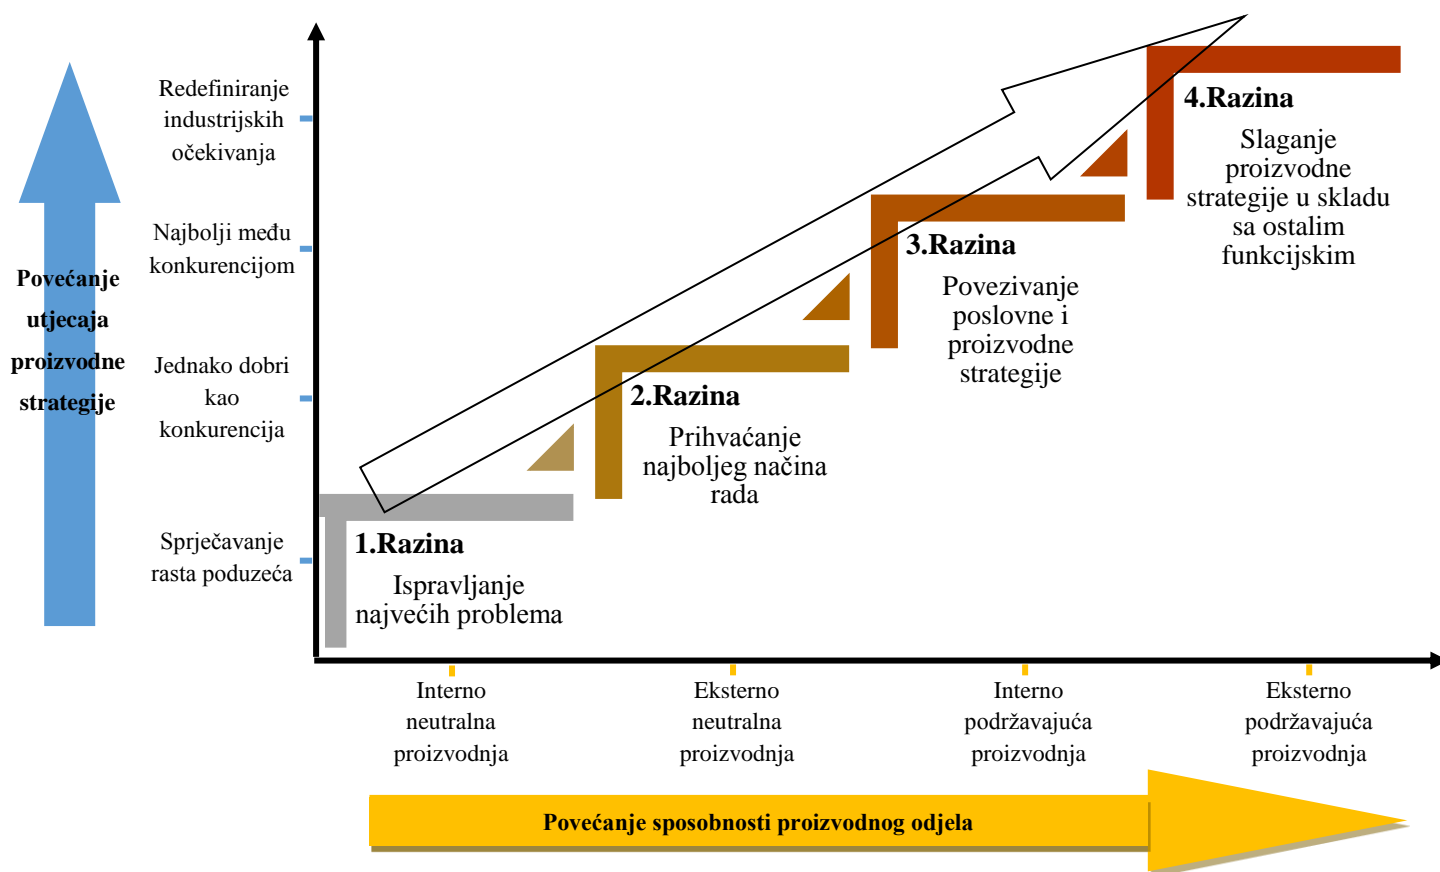 Redefiniranje
industrijskih
očekivanja
Najbolji među
konkurencijom
Povećanje
utjecaja
proizvodne
strategije
Jednako dobri
kao
konkurencija
Sprječavanje
rasta poduzeća
1.Razina
Ispravljanje
najvećih problema
2.Razina
Prihvaćanje
najboljeg načina
rada
3.Razina
Povezivanje
poslovne i
proizvodne
strategije
4.Razina
Slaganje
proizvodne
strategije u skladu
sa ostalim
funkcijskim
Interno
neutralna
proizvodnja
Eksterno
neutralna
proizvodnja
Interno
podržavajuća
proizvodnja
Eksterno
podržavajuća
proizvodnja
Povećanje sposobnosti proizvodnog odjela